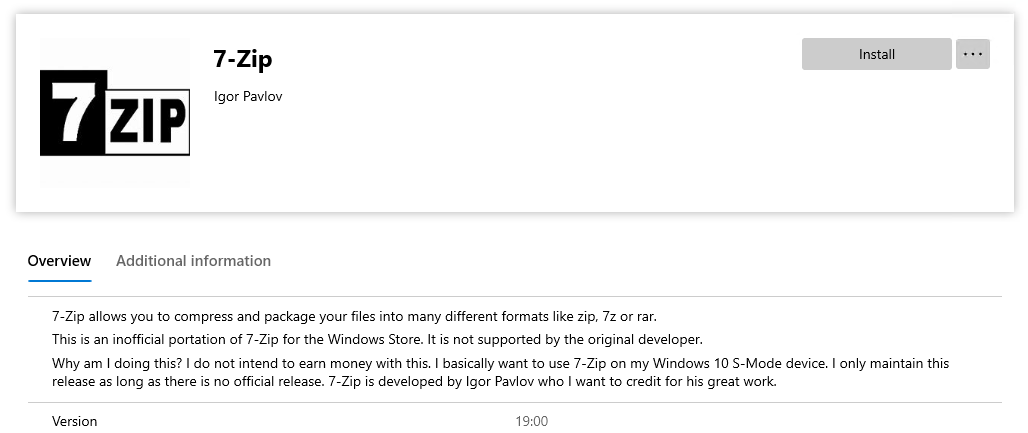 7ZIP
7-Zip
Igor Pavlov
Install
...
Overview
Additional information
7-Zip allows you to compress and package your files into many different formats like zip, 7z or rar.
This is an inofficial portation of 7-Zip for the Windows Store. It is not supported by the original developer.
Why am I doing this? I do not intend to earn money with this. I basically want to use 7-Zip on my Windows 10 S-Mode device. I only maintain this
release as long as there is no official release. 7-Zip is developed by Igor Pavlov who I want to credit for his great work.
Version
19:00